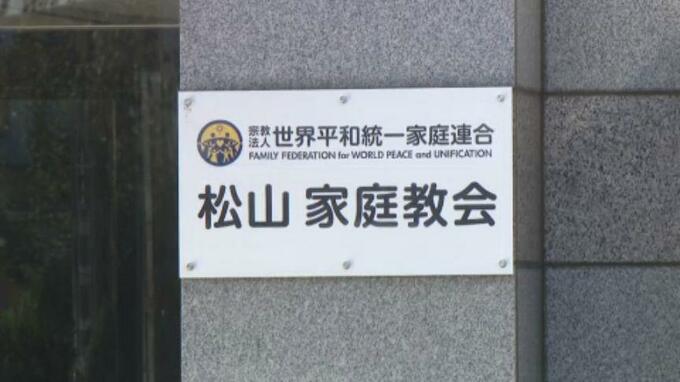 宗教法人 世界平和統一家庭連合
FAMILY FEDERATION for WORLD PEACE and UNIFICATION
松山 家庭教会